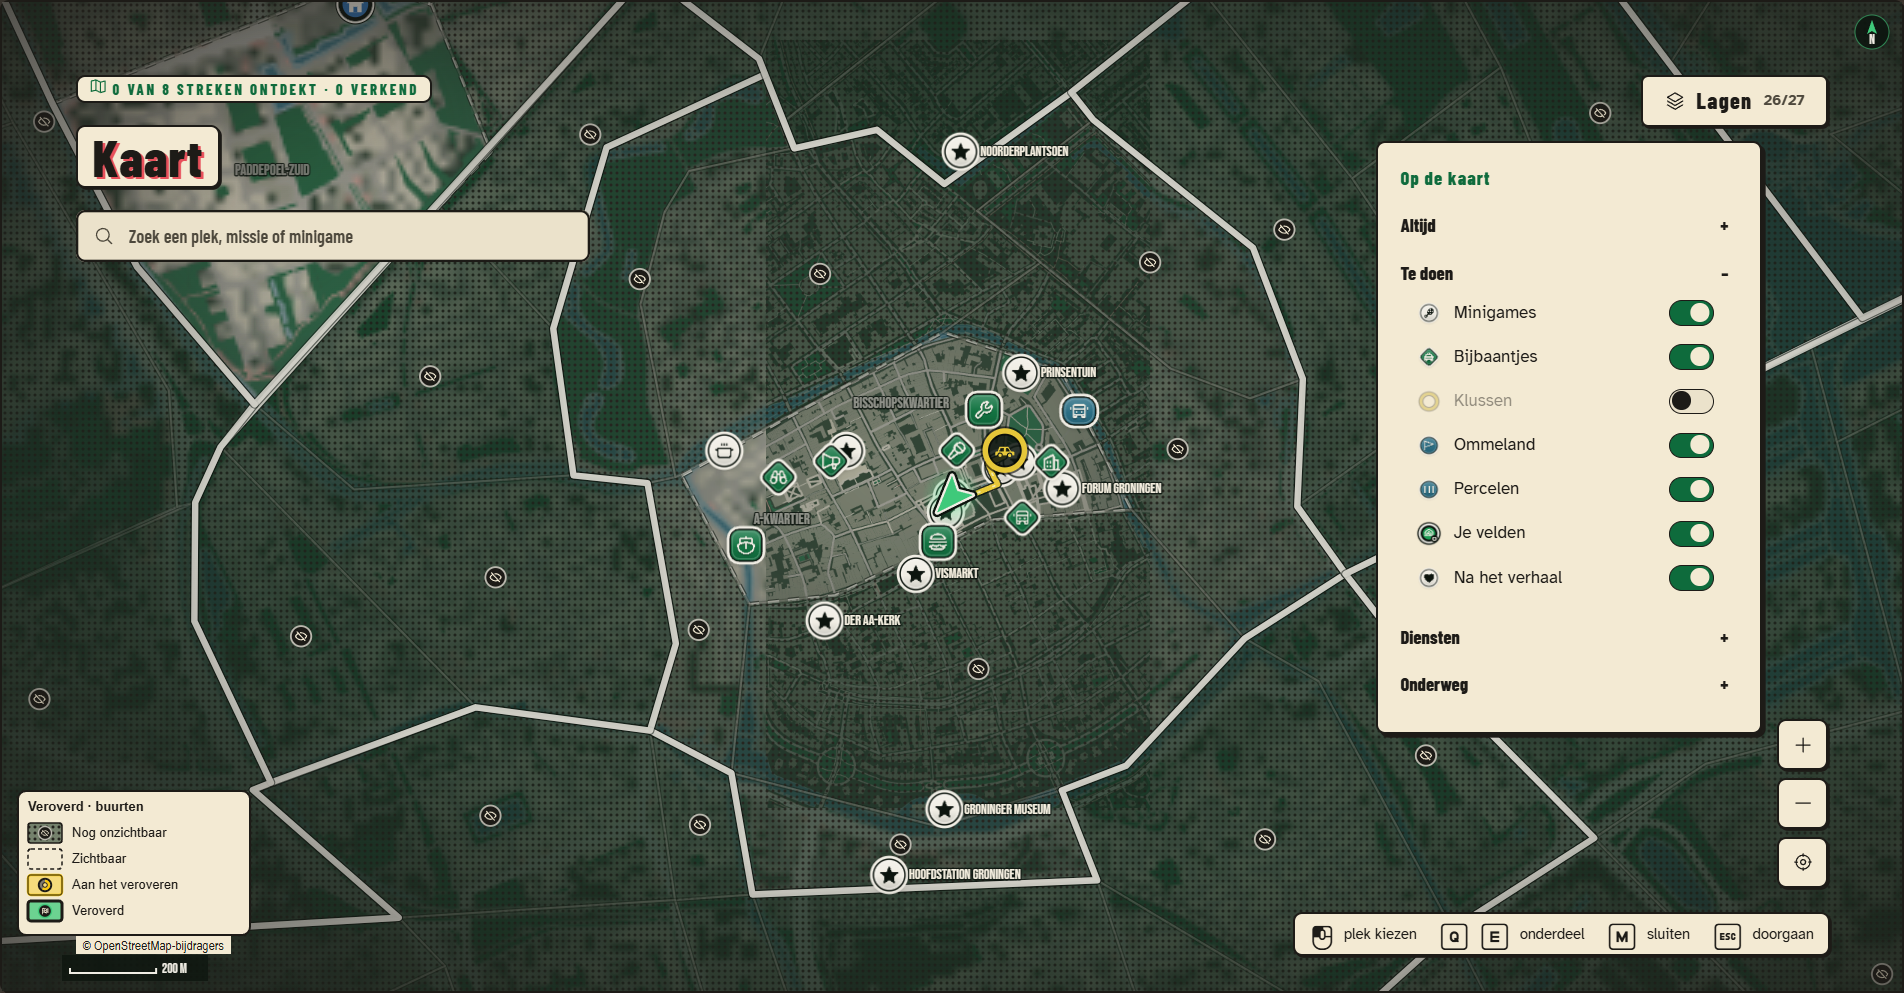 N
0 VAN 8 STREKEN ONTDEKT · 0 VERKEND
Lagen 26/27
Kaart
PADDEPOEL-ZUID
NOORDERPLANTSOEN
Zoek een plek, missie of minigame
Op de kaart
Altijd +
Te doen -
Minigames
Bijbaantjes
Klussen
Ommeland
Percelen
Je velden
Na het verhaal
Diensten +
Onderweg +
PRINSENTUIN
BISSCHOPSKWARTIER
FORUM GRONINGEN
A-KWARTIER
VISMARKT
DER AA-KERK
GRONINGER MUSEUM
HOOFDSTATION GRONINGEN
Veroverd · buurten
Nog onzichtbaar
Zichtbaar
Aan het veroveren
Veroverd
© OpenStreetMap-bijdragers
200 M
plek kiezen Q E onderdeel M sluiten ESC doorgaan